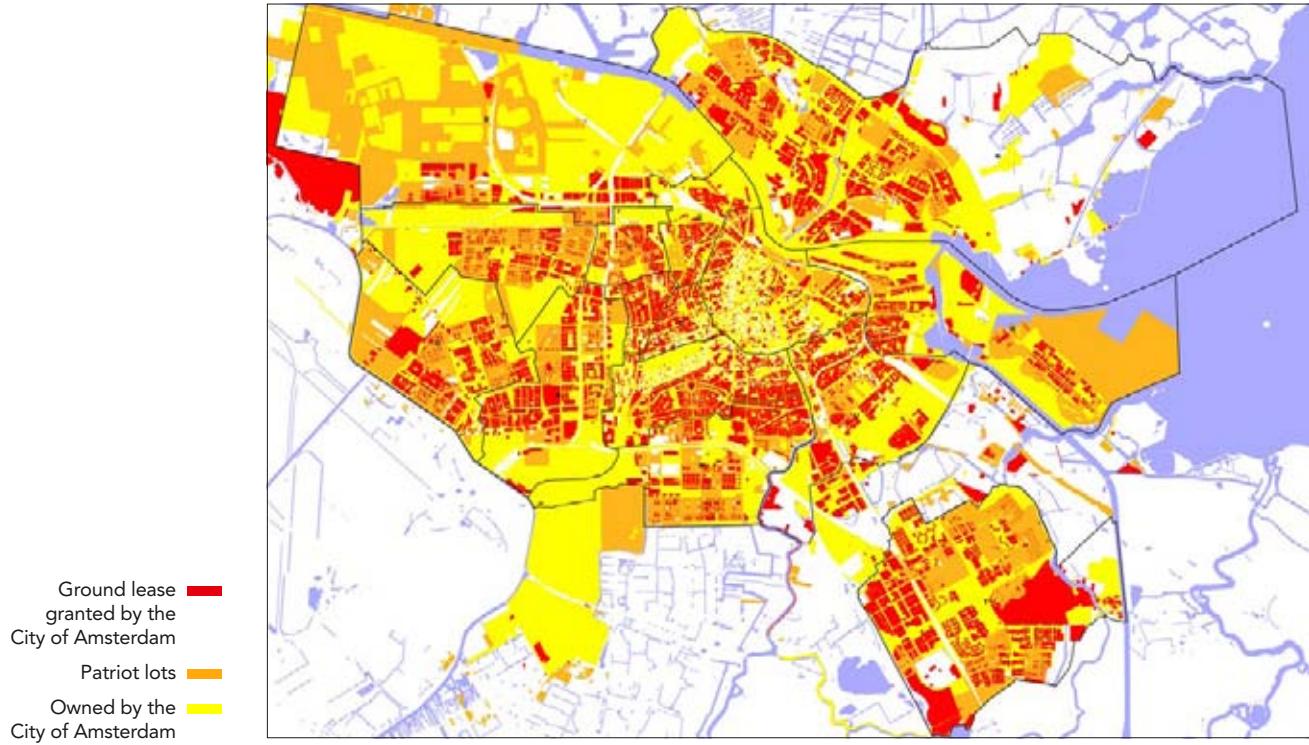 Ground lease
granted by the
City of Amsterdam
Patriot lots
Owned by the
City of Amsterdam